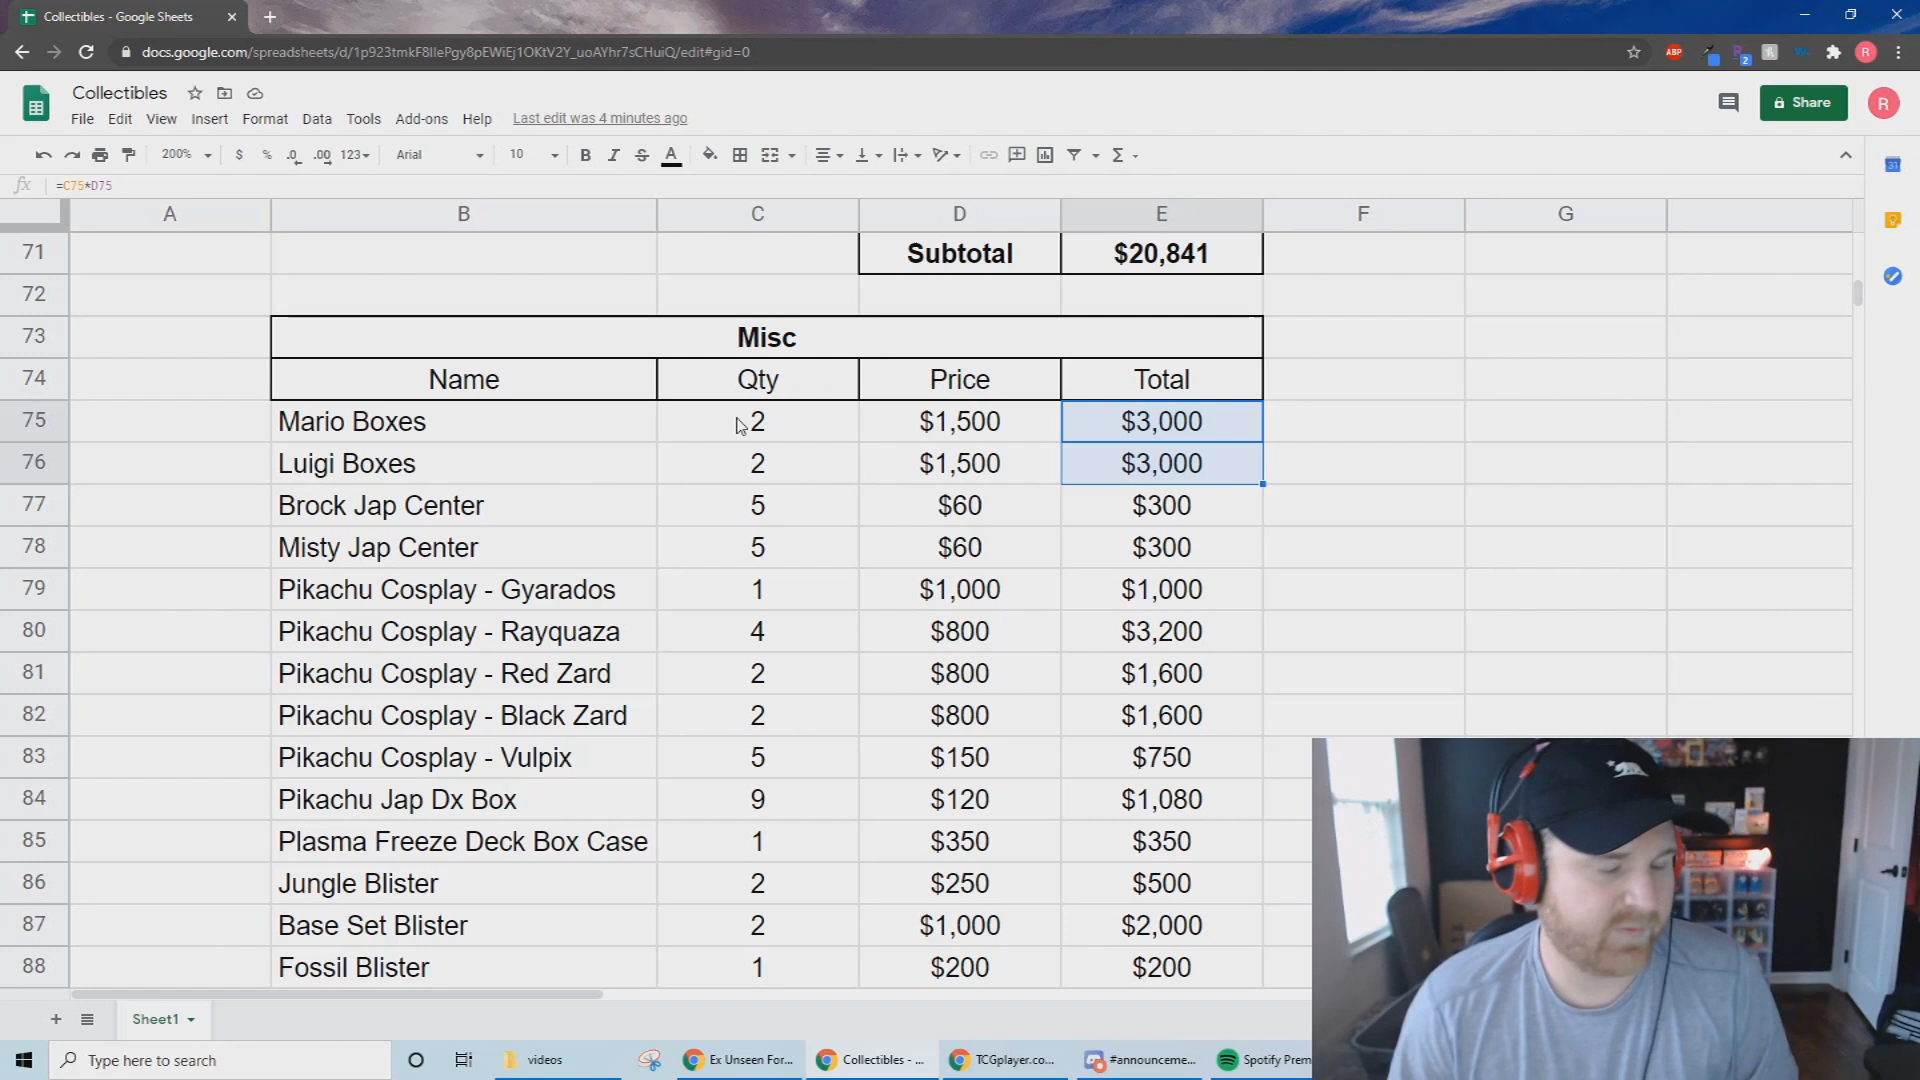 Collectibles - Google Sheets
docs.google.com/spreadsheets/d/1p923tmkF8IlePgy8pEWiEj1OKtV2Y_uoAYhr7sCHuiQ/edit#gid=0
ABP
2
R
Collectibles
File Edit View Insert Format Data Tools Add-ons Help Last edit was 4 minutes ago
Share
R
200% $ % .0 .00 123 Arial 10 B I S A Σ
31
fx =C75*D75
A B C D E F G
71 Subtotal $20,841
72
73 Misc
74 Name Qty Price Total
75 Mario Boxes 2 $1,500 $3,000
76 Luigi Boxes 2 $1,500 $3,000
77 Brock Jap Center 5 $60 $300
78 Misty Jap Center 5 $60 $300
79 Pikachu Cosplay - Gyarados 1 $1,000 $1,000
80 Pikachu Cosplay - Rayquaza 4 $800 $3,200
81 Pikachu Cosplay - Red Zard 2 $800 $1,600
82 Pikachu Cosplay - Black Zard 2 $800 $1,600
83 Pikachu Cosplay - Vulpix 5 $150 $750
84 Pikachu Jap Dx Box 9 $120 $1,080
85 Plasma Freeze Deck Box Case 1 $350 $350
86 Jungle Blister 2 $250 $500
87 Base Set Blister 2 $1,000 $2,000
88 Fossil Blister 1 $200 $200
Sheet1
Type here to search videos Ex Unseen For... Collectibles - ... TCGplayer.co... #announceme... Spotify Prem